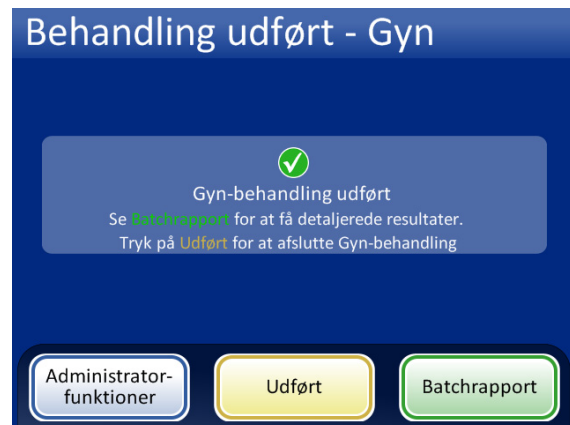 Behandling udført - Gyn
Gyn-behandling udført
Se Batchrapport for at få detaljerede resultater.
Tryk på Udført for at afslutte Gyn-behandling
Administrator-
funktioner
Udført
Batchrapport